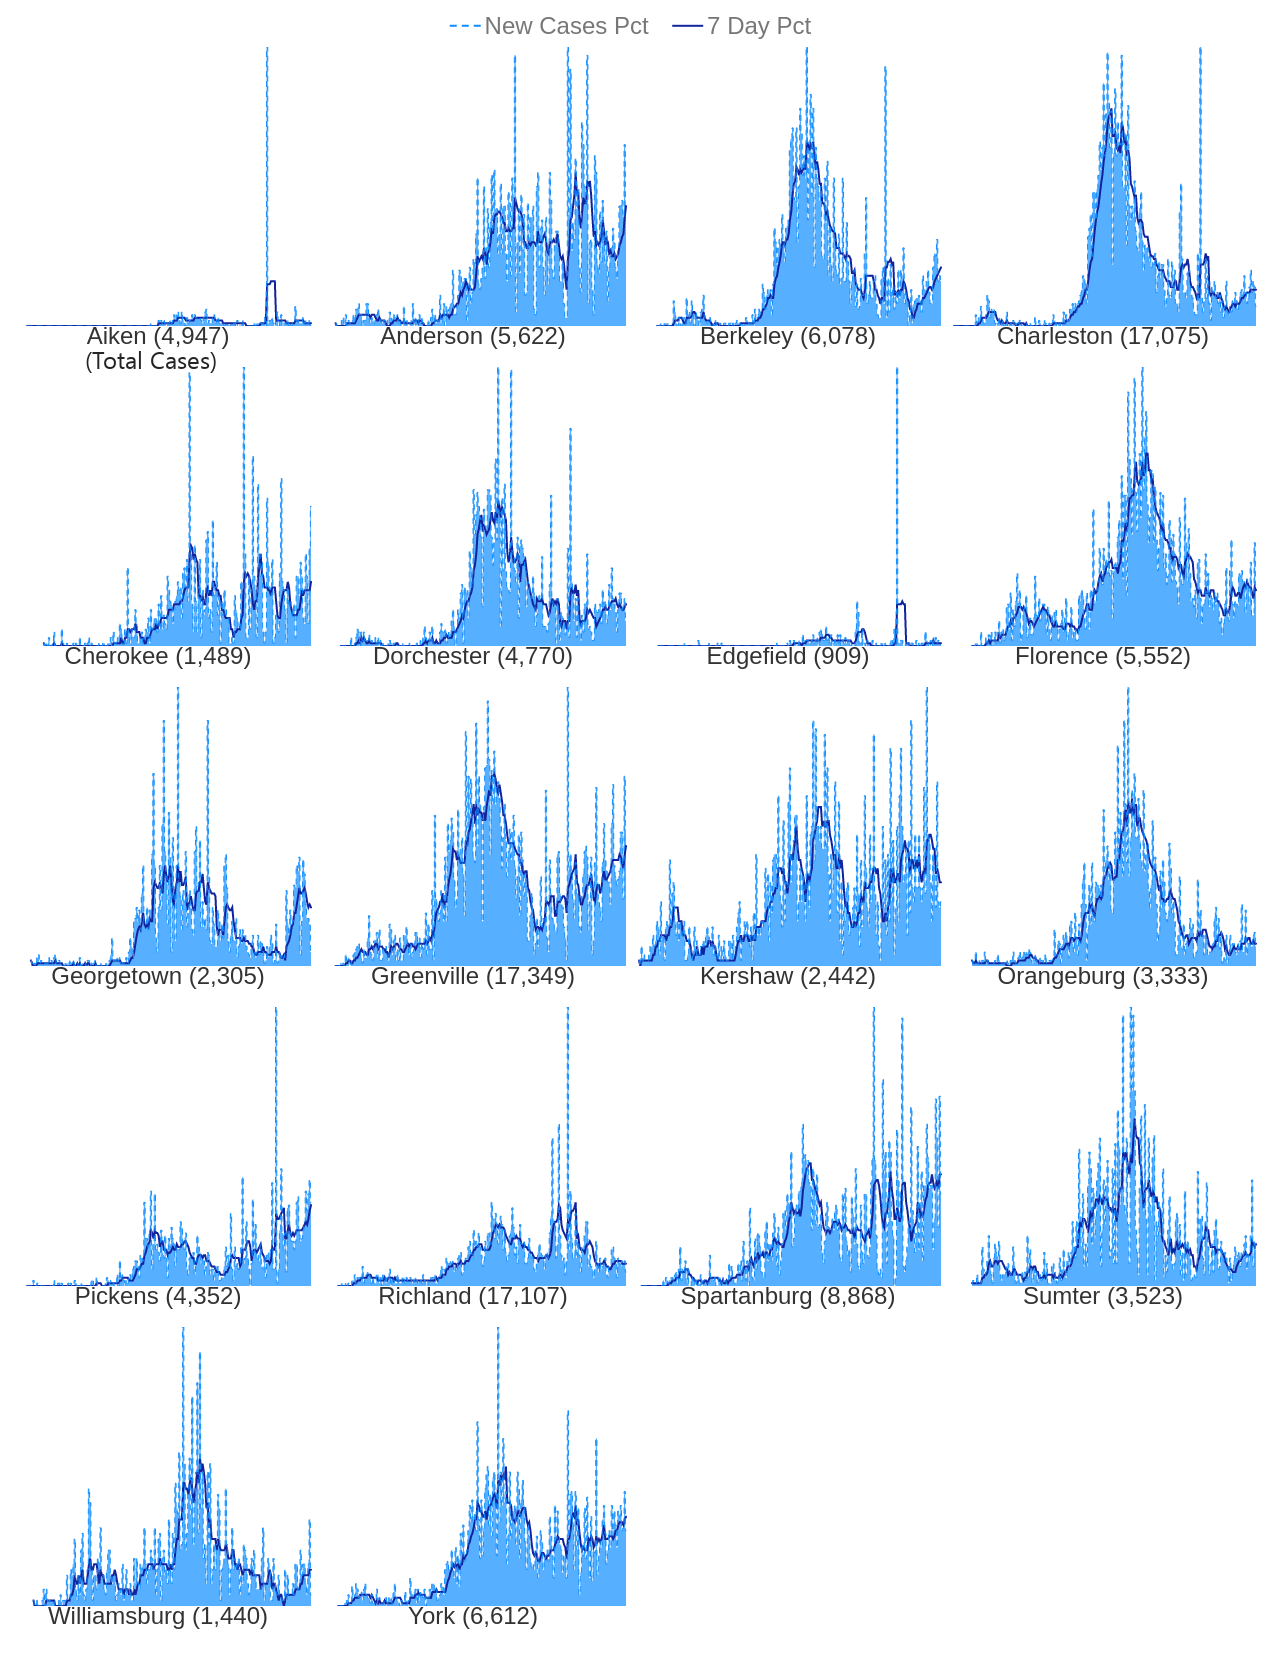 New Cases Pct 7 Day Pct
Aiken (4,947) Anderson (5,622) Berkeley (6,078) Charleston (17,075)
(Total Cases)
Cherokee (1,489) Dorchester (4,770) Edgefield (909) Florence (5,552)
Georgetown (2,305) Greenville (17,349) Kershaw (2,442) Orangeburg (3,333)
Pickens (4,352) Richland (17,107) Spartanburg (8,868) Sumter (3,523)
Williamsburg (1,440) York (6,612)